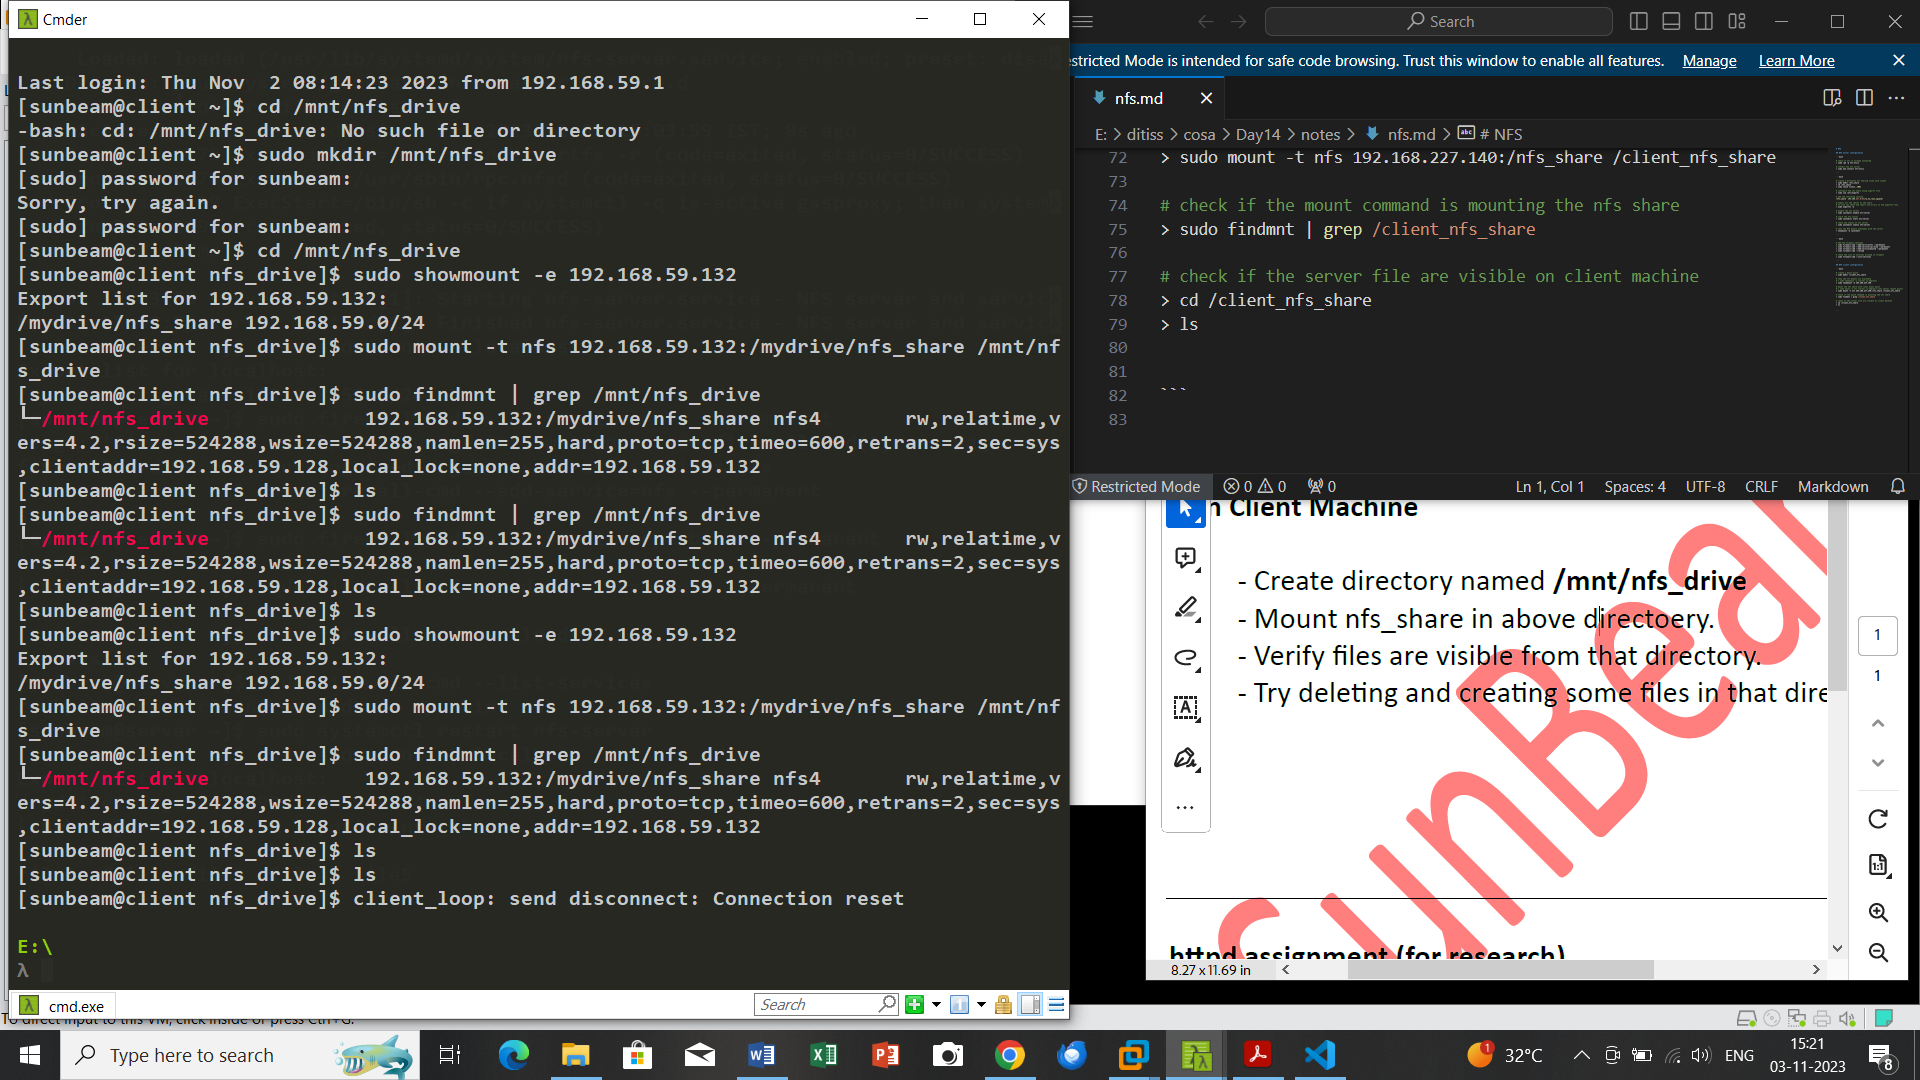 Cmder
Last login: Thu Nov  2 08:14:23 2023 from 192.168.59.1
[sunbeam@client ~]$ cd /mnt/nfs_drive
-bash: cd: /mnt/nfs_drive: No such file or directory
[sunbeam@client ~]$ sudo mkdir /mnt/nfs_drive
[sudo] password for sunbeam:
Sorry, try again.
[sudo] password for sunbeam:
[sunbeam@client ~]$ cd /mnt/nfs_drive
[sunbeam@client nfs_drive]$ sudo showmount -e 192.168.59.132
Export list for 192.168.59.132:
/mydrive/nfs_share 192.168.59.0/24
[sunbeam@client nfs_drive]$ sudo mount -t nfs 192.168.59.132:/mydrive/nfs_share /mnt/nf
s_drive
[sunbeam@client nfs_drive]$ sudo findmnt | grep /mnt/nfs_drive
└─/mnt/nfs_drive             192.168.59.132:/mydrive/nfs_share nfs4       rw,relatime,v
ers=4.2,rsize=524288,wsize=524288,namlen=255,hard,proto=tcp,timeo=600,retrans=2,sec=sys
,clientaddr=192.168.59.128,local_lock=none,addr=192.168.59.132
[sunbeam@client nfs_drive]$ ls
[sunbeam@client nfs_drive]$ sudo findmnt | grep /mnt/nfs_drive
└─/mnt/nfs_drive             192.168.59.132:/mydrive/nfs_share nfs4       rw,relatime,v
ers=4.2,rsize=524288,wsize=524288,namlen=255,hard,proto=tcp,timeo=600,retrans=2,sec=sys
,clientaddr=192.168.59.128,local_lock=none,addr=192.168.59.132
[sunbeam@client nfs_drive]$ ls
[sunbeam@client nfs_drive]$ sudo showmount -e 192.168.59.132
Export list for 192.168.59.132:
/mydrive/nfs_share 192.168.59.0/24
[sunbeam@client nfs_drive]$ sudo mount -t nfs 192.168.59.132:/mydrive/nfs_share /mnt/nf
s_drive
[sunbeam@client nfs_drive]$ sudo findmnt | grep /mnt/nfs_drive
└─/mnt/nfs_drive             192.168.59.132:/mydrive/nfs_share nfs4       rw,relatime,v
ers=4.2,rsize=524288,wsize=524288,namlen=255,hard,proto=tcp,timeo=600,retrans=2,sec=sys
,clientaddr=192.168.59.128,local_lock=none,addr=192.168.59.132
[sunbeam@client nfs_drive]$ ls
[sunbeam@client nfs_drive]$ ls
[sunbeam@client nfs_drive]$ client_loop: send disconnect: Connection reset
E:\
λ
cmd.exe
Search
Search
stricted Mode is intended for safe code browsing. Trust this window to enable all features. Manage Learn More
nfs.md
E: > ditiss > cosa > Day14 > notes > nfs.md > # NFS
72 > sudo mount -t nfs 192.168.227.140:/nfs_share /client_nfs_share
73
74 # check if the mount command is mounting the nfs share
75 > sudo findmnt | grep /client_nfs_share
76
77 # check if the server file are visible on client machine
78 > cd /client_nfs_share
79 > ls
80
81
82 ```
83
Restricted Mode 0 0 0 Ln 1, Col 1 Spaces: 4 UTF-8 CRLF Markdown
n Client Machine
- Create directory named /mnt/nfs_drive
- Mount nfs_share in above directoery.
- Verify files are visible from that directory.
- Try deleting and creating some files in that dire
SunBear
httpd assignment (for research)
8.27 x 11.69 in
1
1
To direct input to this VM, click inside or press Ctrl+G.
Type here to search
1
32°C
ENG
15:21
03-11-2023
8